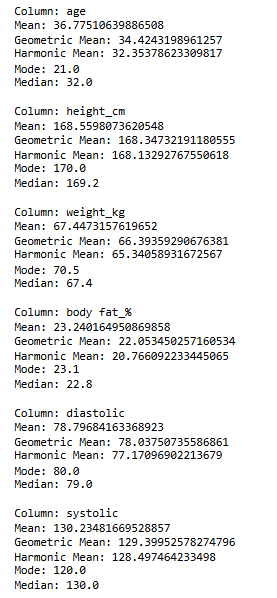 Column: age
Mean: 36.77510639886508
Geometric Mean: 34.4243198961257
Harmonic Mean: 32.35378623309817
Mode: 21.0
Median: 32.0
Column: height_cm
Mean: 168.5598073620548
Geometric Mean: 168.34732191180555
Harmonic Mean: 168.13292767550618
Mode: 170.0
Median: 169.2
Column: weight_kg
Mean: 67.4473157619652
Geometric Mean: 66.39359290676381
Harmonic Mean: 65.34058931672567
Mode: 70.5
Median: 67.4
Column: body fat_%
Mean: 23.240164950869858
Geometric Mean: 22.053450257160534
Harmonic Mean: 20.766092233445065
Mode: 23.1
Median: 22.8
Column: diastolic
Mean: 78.79684163368923
Geometric Mean: 78.03750735586861
Harmonic Mean: 77.17096902213679
Mode: 80.0
Median: 79.0
Column: systolic
Mean: 130.23481669528857
Geometric Mean: 129.39952578274796
Harmonic Mean: 128.497464233498
Mode: 120.0
Median: 130.0